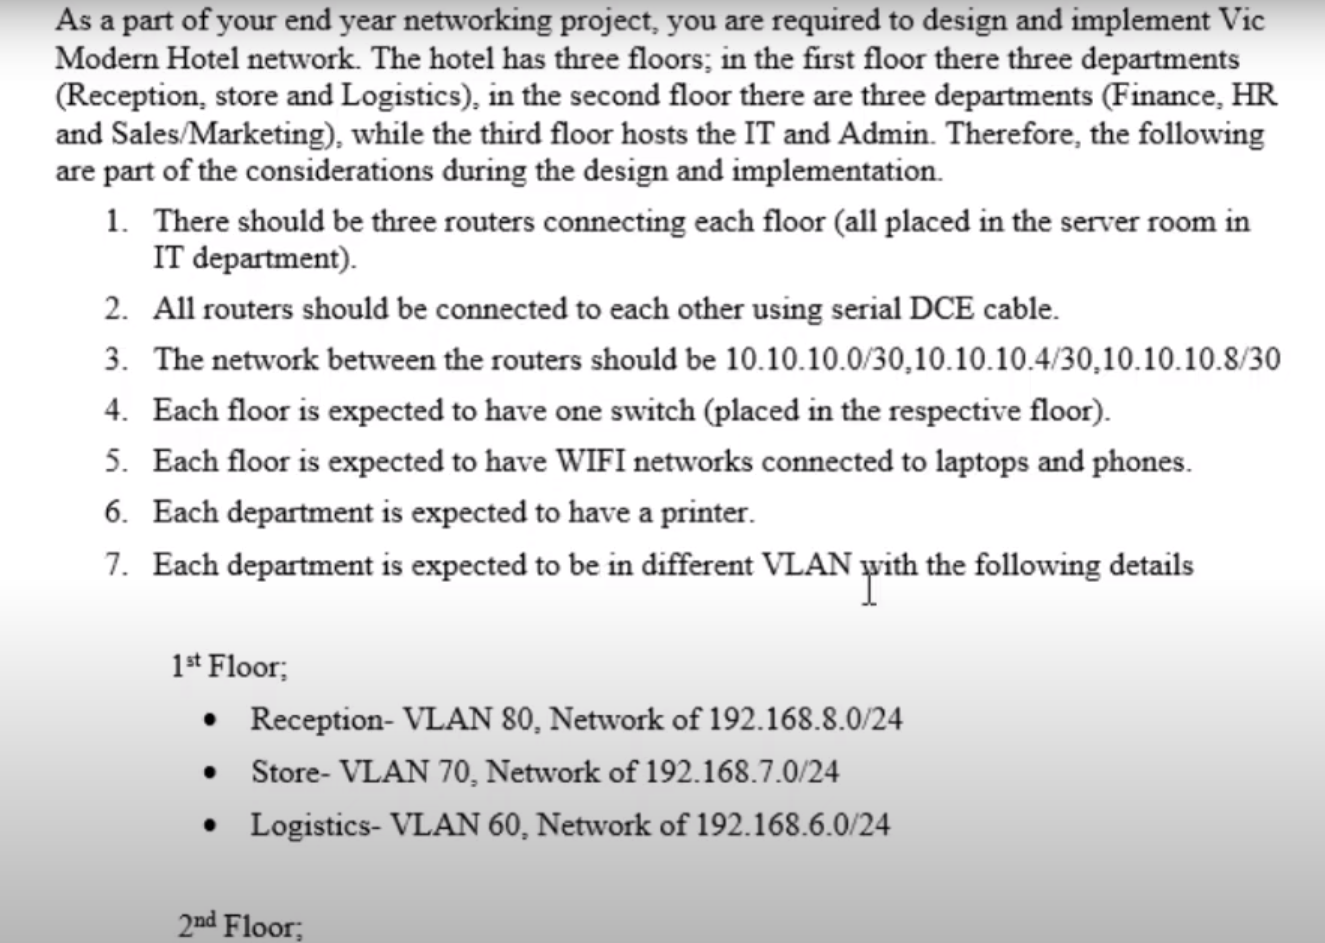 As a part of your end year networking project, you are required to design and implement Vic
Modern Hotel network. The hotel has three floors; in the first floor there three departments
(Reception, store and Logistics), in the second floor there are three departments (Finance, HR
and Sales/Marketing), while the third floor hosts the IT and Admin. Therefore, the following
are part of the considerations during the design and implementation.
1. There should be three routers connecting each floor (all placed in the server room in
IT department).
2. All routers should be connected to each other using serial DCE cable.
3. The network between the routers should be 10.10.10.0/30,10.10.10.4/30,10.10.10.8/30
4. Each floor is expected to have one switch (placed in the respective floor).
5. Each floor is expected to have WIFI networks connected to laptops and phones.
6. Each department is expected to have a printer.
7. Each department is expected to be in different VLAN with the following details
1st Floor;
• Reception- VLAN 80, Network of 192.168.8.0/24
• Store- VLAN 70, Network of 192.168.7.0/24
• Logistics- VLAN 60, Network of 192.168.6.0/24
2nd Floor;